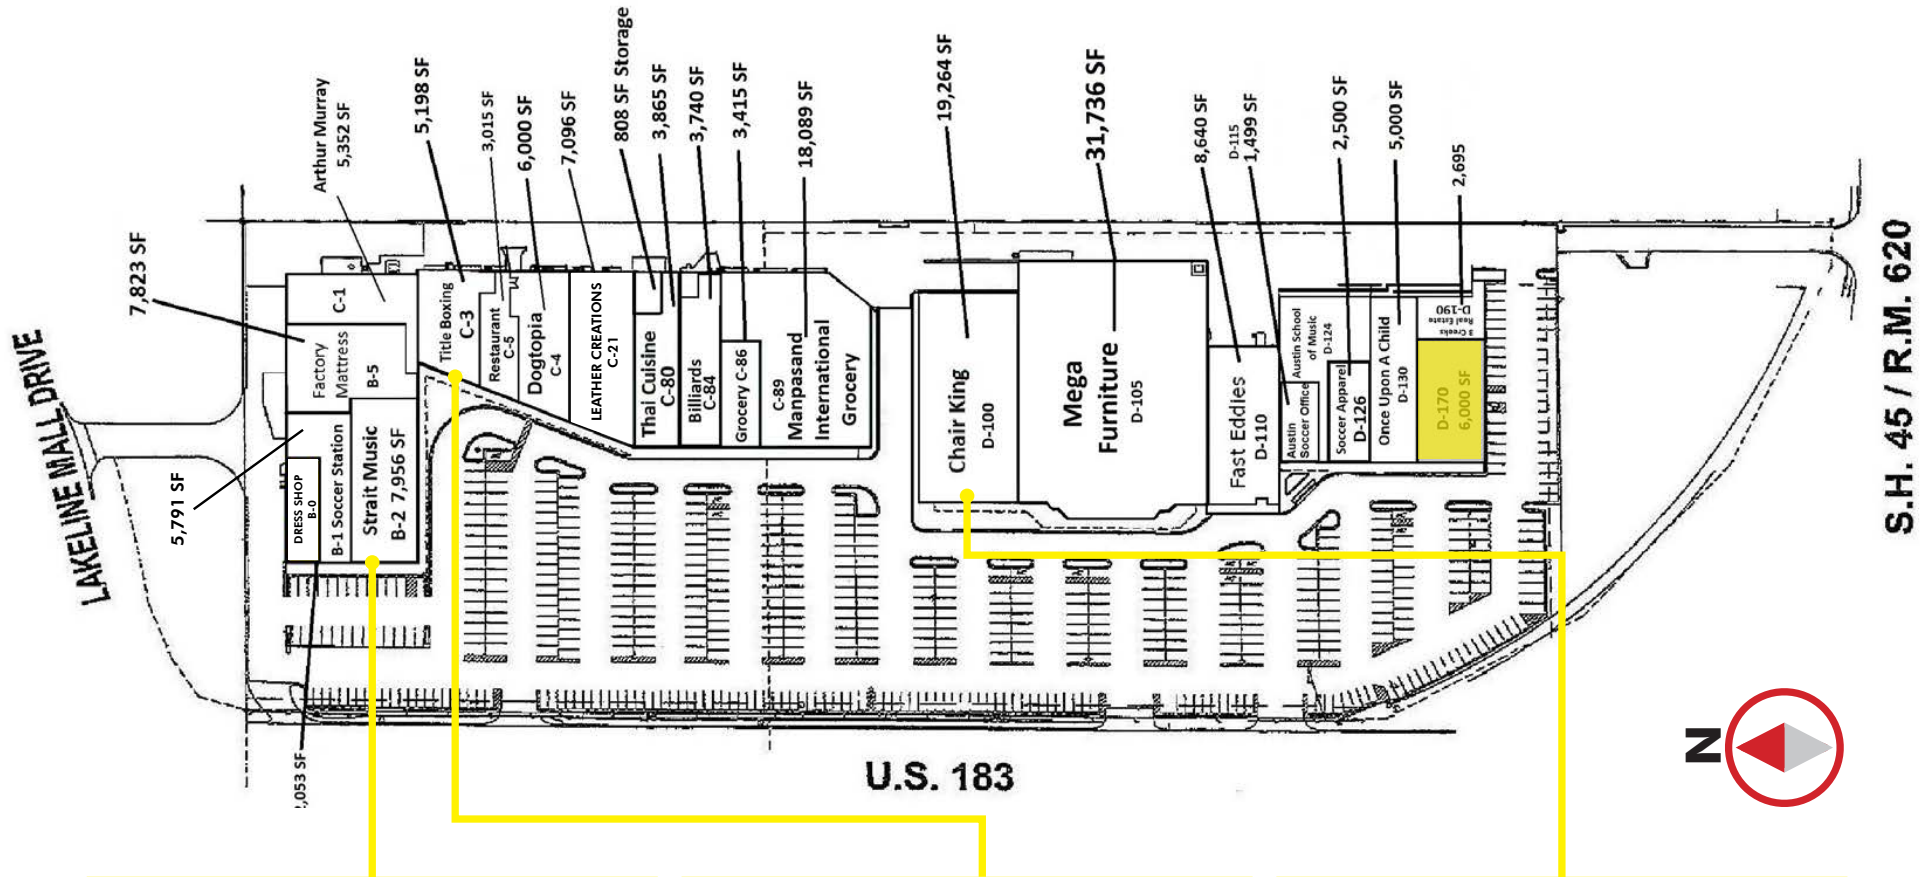 LAKELINE MALL DRIVE
7,823 SF
Arthur Murray
5,352 SF
5,198 SF
3,015 SF
6,000 SF
7,096 SF
808 SF Storage
3,865 SF
3,740 SF
3,415 SF
18,089 SF
19,264 SF
31,736 SF
8,640 SF
D-115
1,499 SF
2,500 SF
5,000 SF
2,695
5,791 SF
C-1
Factory
Mattress
B-5
DRESS SHOP
B-0
B-1 Soccer Station
Strait Music
B-2 7,956 SF
Title Boxing
C-3
Restaurant
C-5
Dogtopia
C-4
LEATHER CREATIONS
C-21
Thai Cuisine
C-80
Billiards
C-84
Grocery C-86
C-89
Manpasand
International
Grocery
Chair King
D-100
Mega
Furniture
D-105
Fast Eddies
D-110
Austin
Soccer Office
Austin School
of Music
D-124
Soccer Apparel
D-126
Once Upon A Child
D-130
3 Creeks
Real Estate
D-190
D-170
6,000 SF
,053 SF
U.S. 183
N
S.H. 45 / R.M. 620